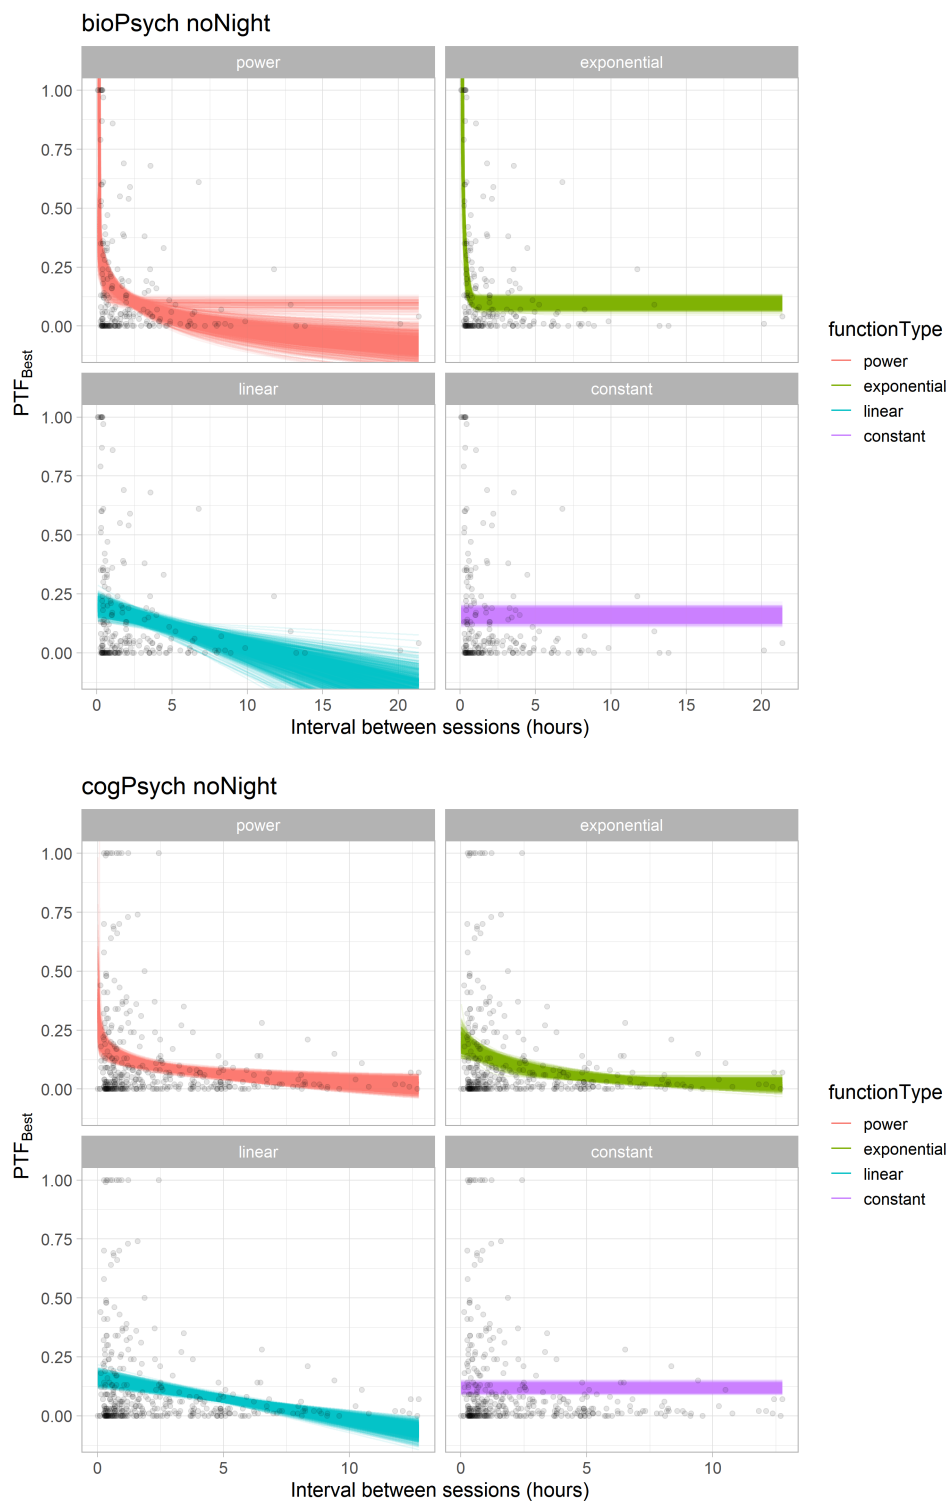 bioPsych noNight
power
exponential
1.00
0.75
0.50
0.25
0.00
linear
constant
1.00
0.75
0.50
0.25
0.00
0 5 10 15 20
0 5 10 15 20
Interval between sessions (hours)
PTFBest
functionType
power
exponential
linear
constant
cogPsych noNight
power
exponential
1.00
0.75
0.50
0.25
0.00
linear
constant
1.00
0.75
0.50
0.25
0.00
0 5 10
0 5 10
Interval between sessions (hours)
PTFBest
functionType
power
exponential
linear
constant